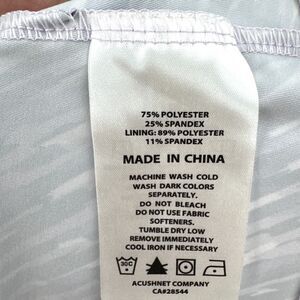 75% POLYESTER
25% SPANDEX
LINING: 89% POLYESTER
11% SPANDEX
MADE IN CHINA
MACHINE WASH COLD
WASH DARK COLORS
SEPARATELY.
DO NOT BLEACH
DO NOT USE FABRIC
SOFTENERS.
TUMBLE DRY LOW
REMOVE IMMEDIATELY
COOL IRON IF NECESSARY
30C
ACUSHNET COMPANY
CA#28544